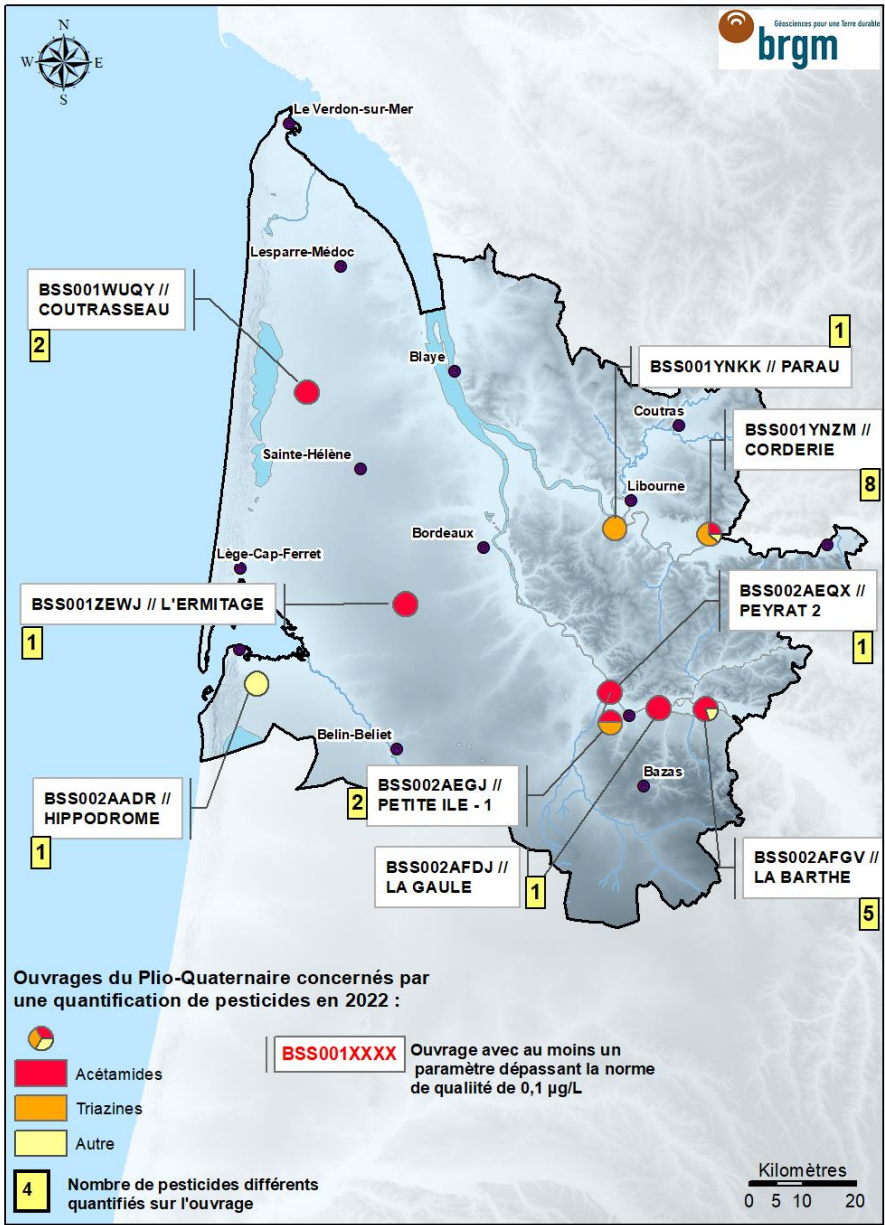 N
W
E
S
Géosciences pour une Terre durable
brgm
Le Verdon-sur-Mer
Lesparre-Médoc
BSS001WUQY //
COUTRASSEAU
2
Blaye
1
BSS001YNKK // PARAU
Coutras
BSS001YNZM //
CORDERIE
8
Sainte-Hélène
Libourne
Bordeaux
Lège-Cap-Ferret
BSS001ZEWJ // L'ERMITAGE
1
BSS002AEQX //
PEYRAT 2
1
Belin-Beliet
BSS002AADR //
HIPPODROME
1
2
BSS002AEGJ //
PETITE ILE - 1
Bazas
BSS002AFDJ //
LA GAULE
1
BSS002AFGV //
LA BARTHE
5
Ouvrages du Plio-Quaternaire concernés par
une quantification de pesticides en 2022 :
Acétamides
Triazines
Autre
4
Nombre de pesticides différents
quantifiés sur l'ouvrage
BSS001XXXX
Ouvrage avec au moins un
paramètre dépassant la norme
de qualiité de 0,1 µg/L
Kilomètres
0 5 10 20